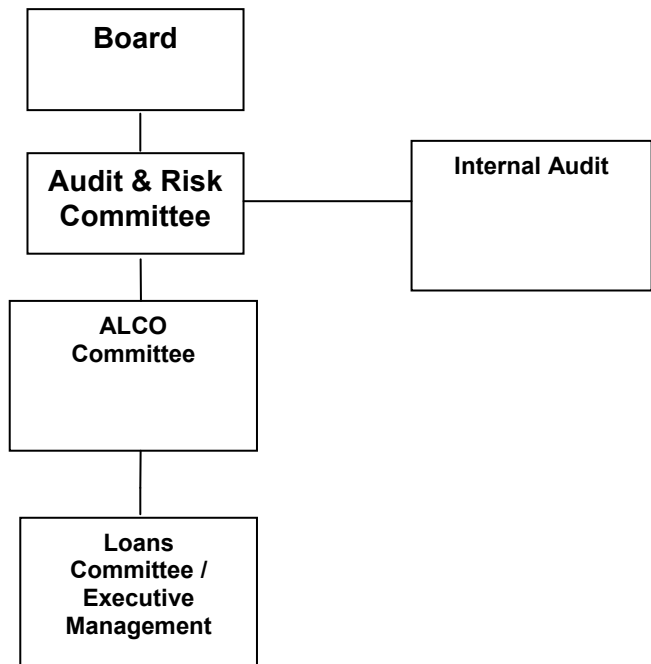 Board
Audit & Risk
Committee
Internal Audit
ALCO
Committee
Loans
Committee /
Executive
Management